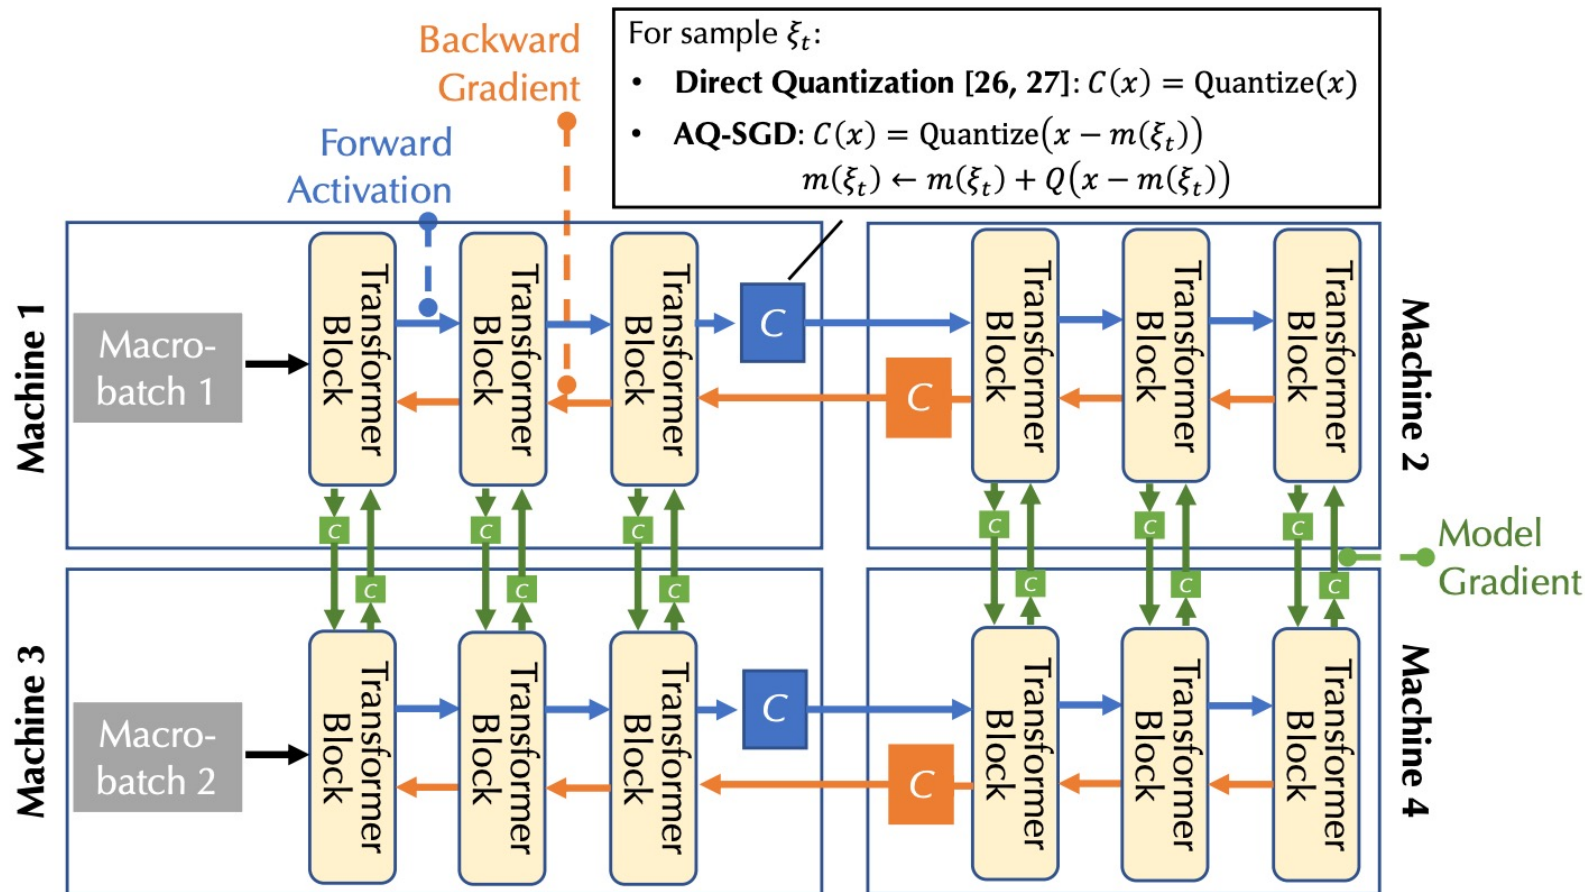 Backward
Gradient
Forward
Activation
For sample ξₜ:
• Direct Quantization [26, 27]: C(x) = Quantize(x)
• AQ-SGD: C(x) = Quantize(x − m(ξₜ))
m(ξₜ) ← m(ξₜ) + Q(x − m(ξₜ))
Machine 1
Macro-
batch 1
Transformer
Block
Transformer
Block
Transformer
Block
C
C
Transformer
Block
Transformer
Block
Transformer
Block
Machine 2
C
C
C
C
C
C
Model
Gradient
C
C
C
C
C
C
Machine 3
Macro-
batch 2
Transformer
Block
Transformer
Block
Transformer
Block
C
C
Transformer
Block
Transformer
Block
Transformer
Block
Machine 4